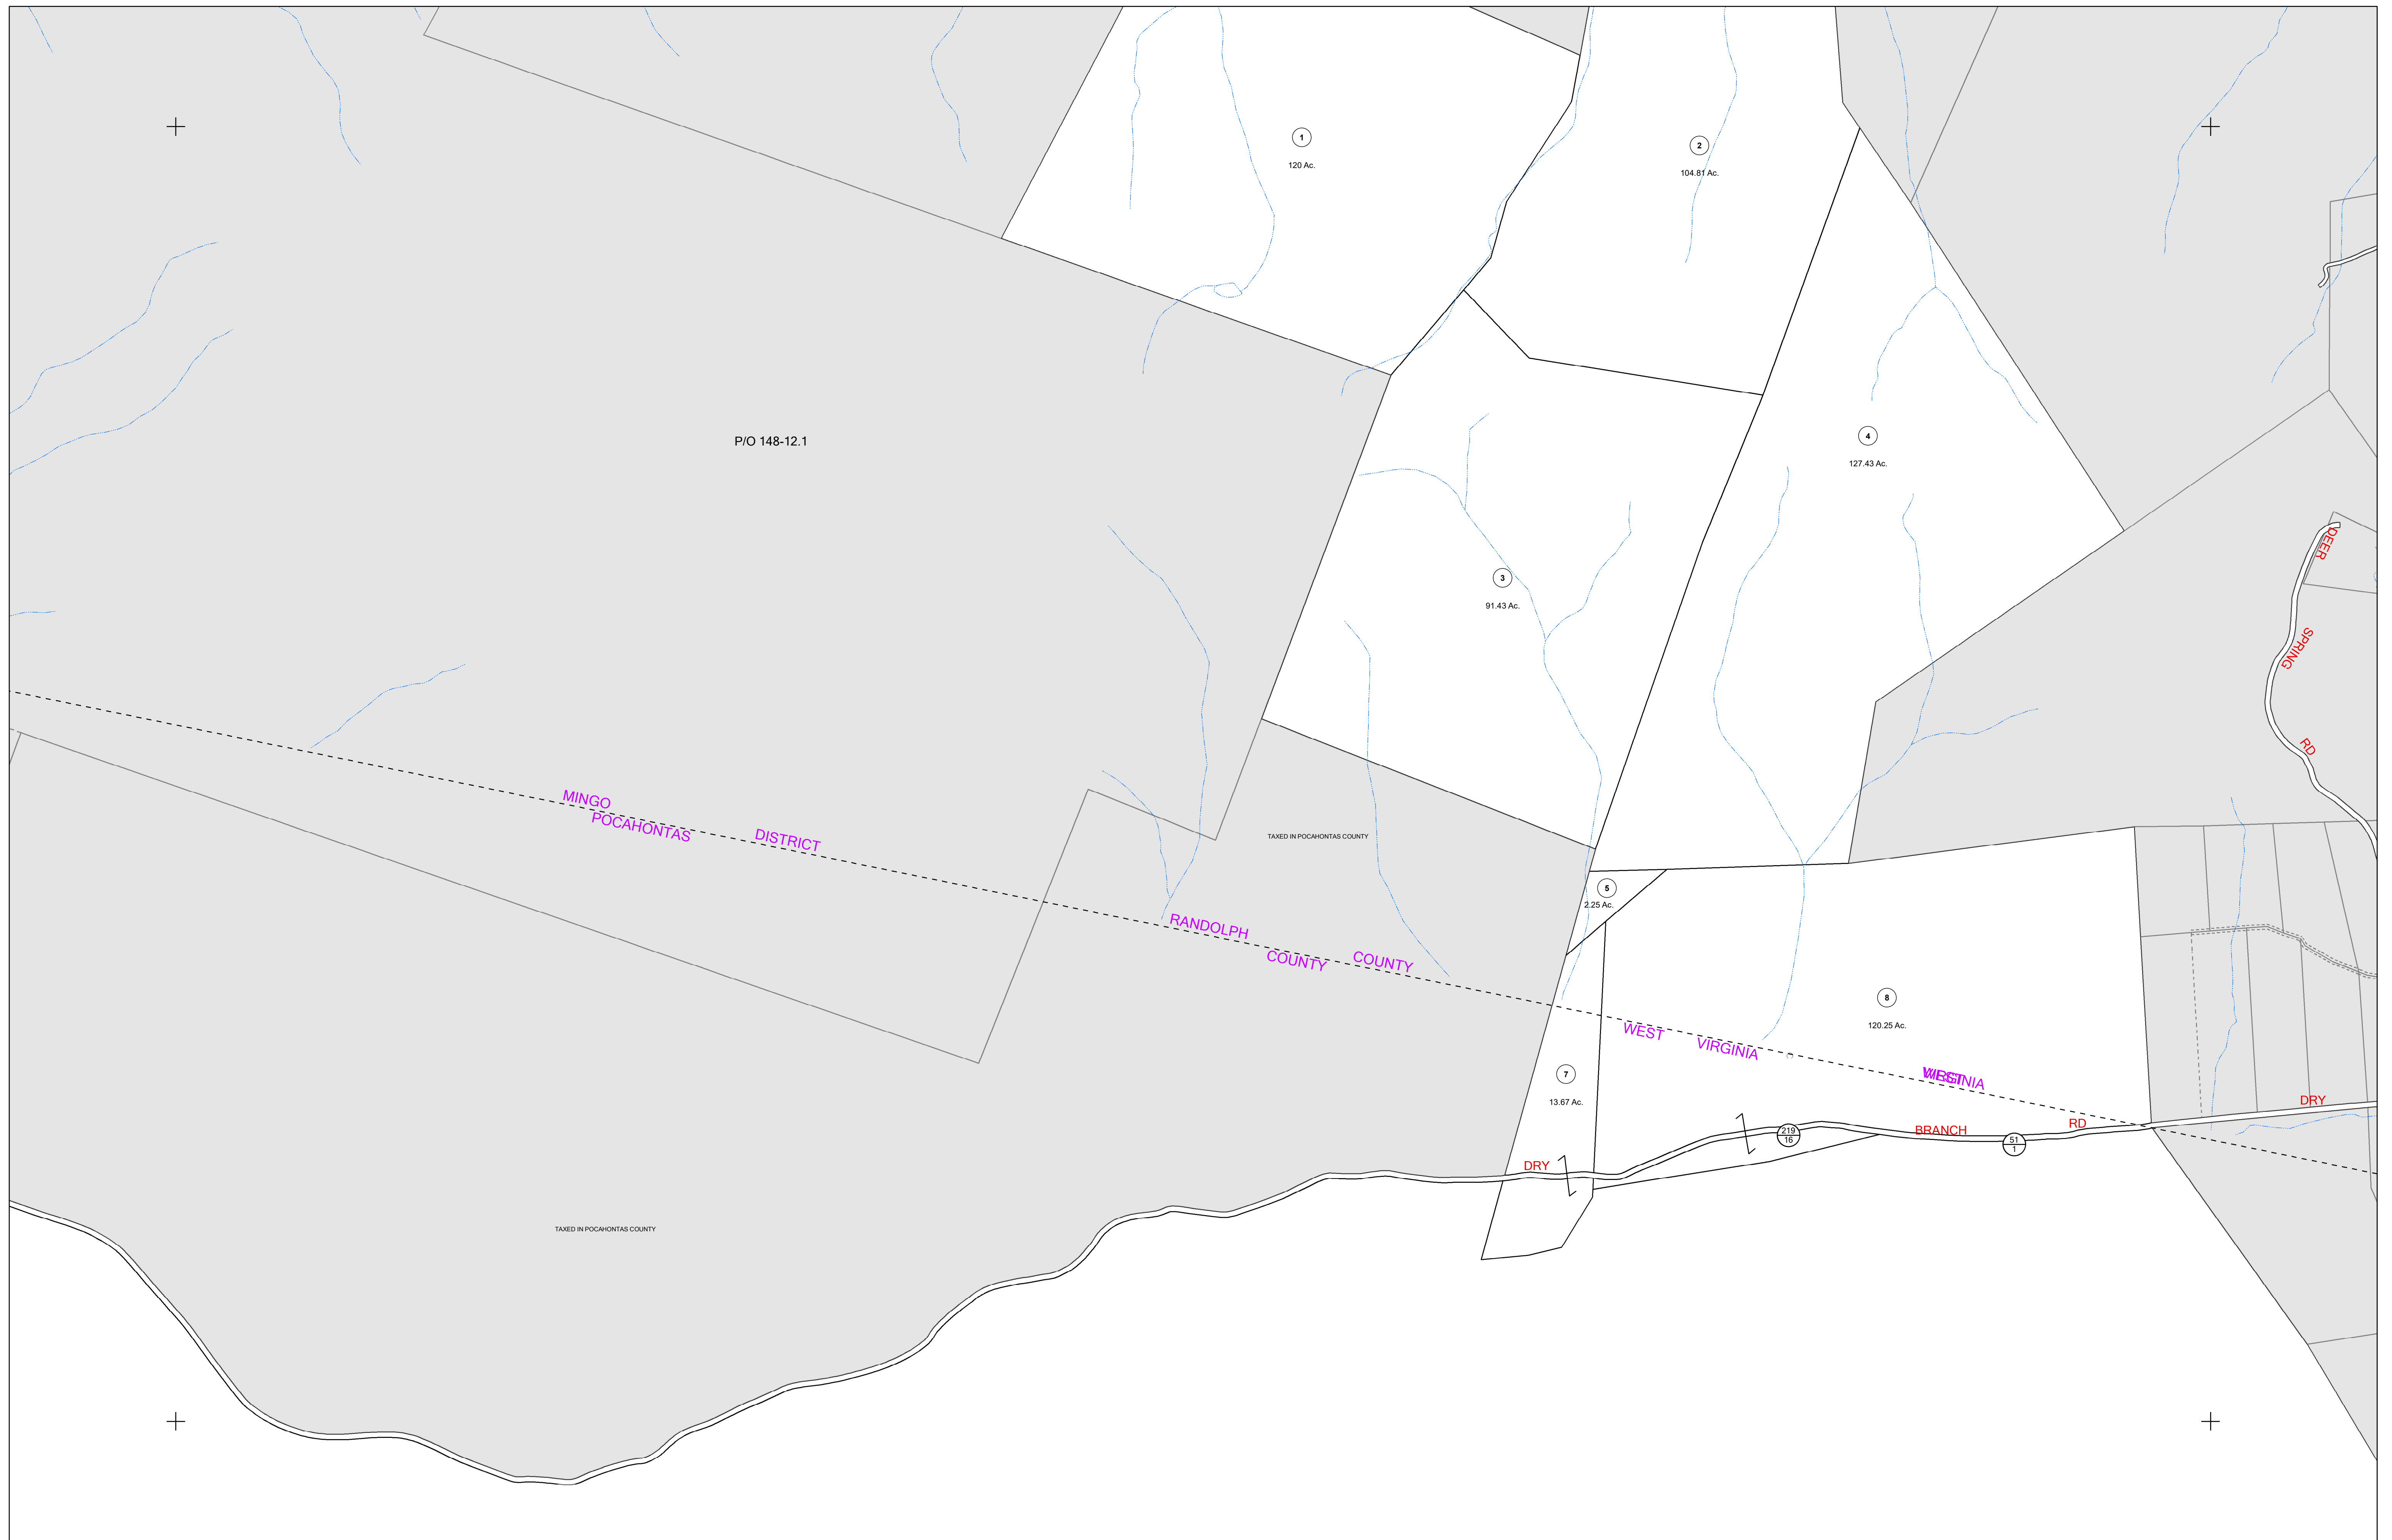 1
120 Ac.
2
104.81 Ac.
P/O 148-12.1
4
127.43 Ac.
3
91.43 Ac.
DEER
SPRING
RD
MINGO
DISTRICT
POCAHONTAS
TAXED IN POCAHONTAS COUNTY
5
2.25 Ac.
RANDOLPH
COUNTY
COUNTY
8
120.25 Ac.
WEST
VIRGINIA
7
13.67 Ac.
WEST
VIRGINIA
DRY
BRANCH
RD
219
16
51
1
DRY
TAXED IN POCAHONTAS COUNTY